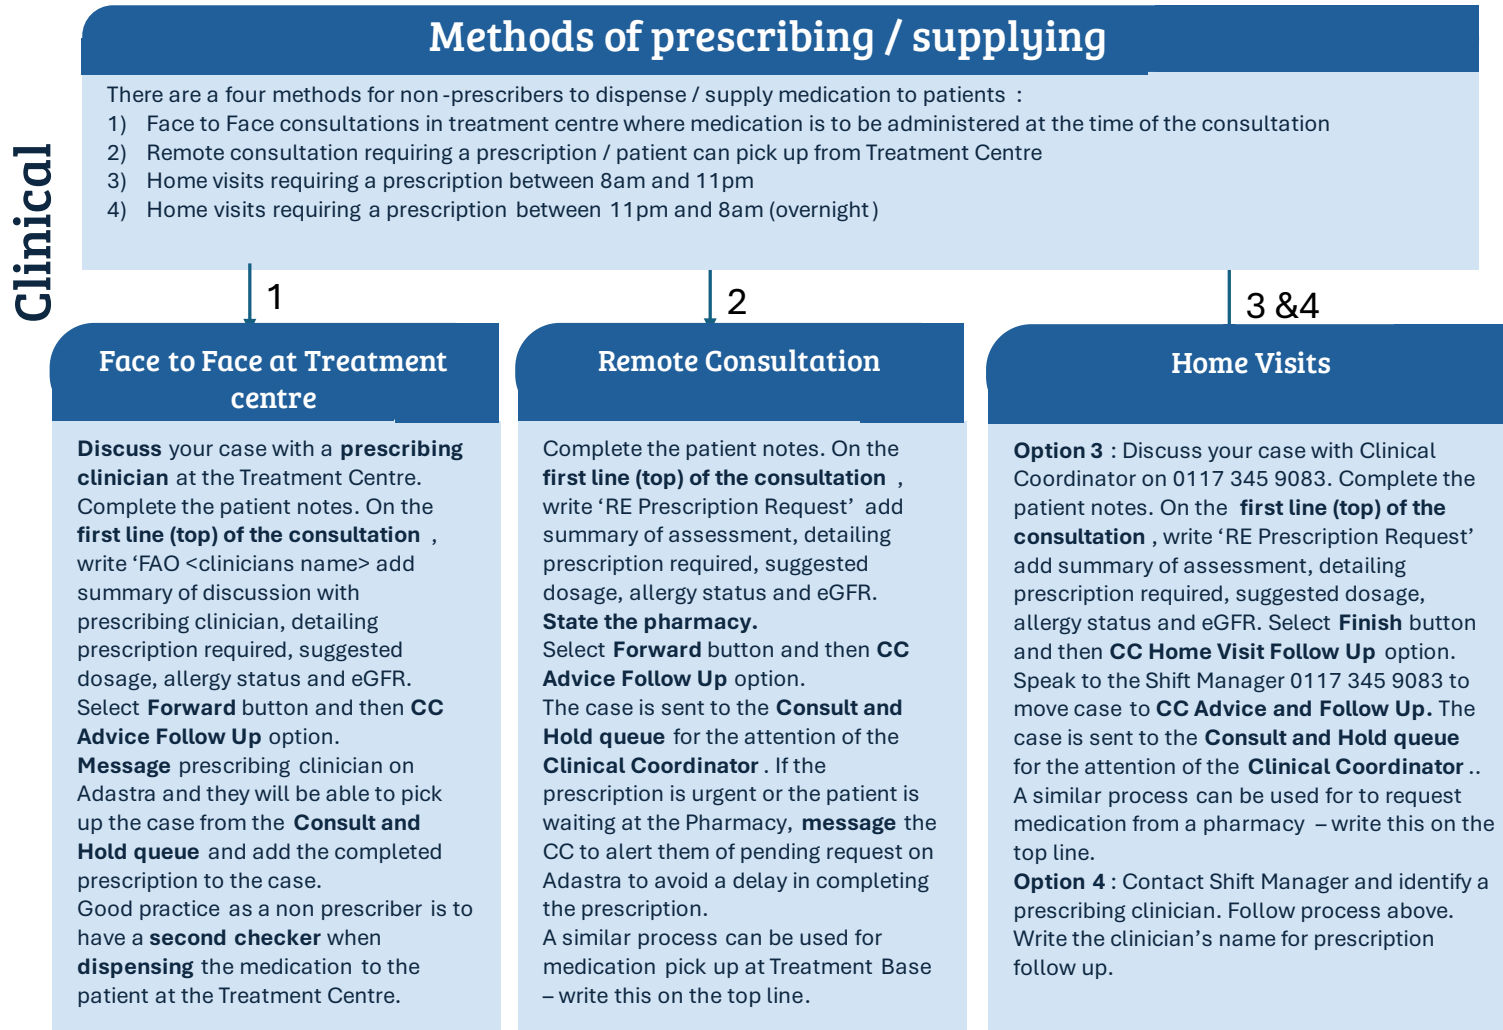 Clinical
Methods of prescribing / supplying
There are a four methods for non-prescribers to dispense / supply medication to patients :
1) Face to Face consultations in treatment centre where medication is to be administered at the time of the consultation
2) Remote consultation requiring a prescription / patient can pick up from Treatment Centre
3) Home visits requiring a prescription between 8am and 11pm
4) Home visits requiring a prescription between 11pm and 8am (overnight)
1
2
3 &4
Face to Face at Treatment
centre
Discuss your case with a prescribing
clinician at the Treatment Centre.
Complete the patient notes. On the
first line (top) of the consultation ,
write ‘FAO <clinicians name> add
summary of discussion with
prescribing clinician, detailing
prescription required, suggested
dosage, allergy status and eGFR.
Select Forward button and then CC
Advice Follow Up option.
Message prescribing clinician on
Adastra and they will be able to pick
up the case from the Consult and
Hold queue and add the completed
prescription to the case.
Good practice as a non prescriber is to
have a second checker when
dispensing the medication to the
patient at the Treatment Centre.
Remote Consultation
Complete the patient notes. On the
first line (top) of the consultation ,
write ‘RE Prescription Request’ add
summary of assessment, detailing
prescription required, suggested
dosage, allergy status and eGFR.
State the pharmacy.
Select Forward button and then CC
Advice Follow Up option.
The case is sent to the Consult and
Hold queue for the attention of the
Clinical Coordinator . If the
prescription is urgent or the patient is
waiting at the Pharmacy, message the
CC to alert them of pending request on
Adastra to avoid a delay in completing
the prescription.
A similar process can be used for
medication pick up at Treatment Base
– write this on the top line.
Home Visits
Option 3 : Discuss your case with Clinical
Coordinator on 0117 345 9083. Complete the
patient notes. On the first line (top) of the
consultation , write ‘RE Prescription Request’
add summary of assessment, detailing
prescription required, suggested dosage,
allergy status and eGFR. Select Finish button
and then CC Home Visit Follow Up option.
Speak to the Shift Manager 0117 345 9083 to
move case to CC Advice and Follow Up. The
case is sent to the Consult and Hold queue
for the attention of the Clinical Coordinator ..
A similar process can be used for to request
medication from a pharmacy – write this on the
top line.
Option 4 : Contact Shift Manager and identify a
prescribing clinician. Follow process above.
Write the clinician’s name for prescription
follow up.